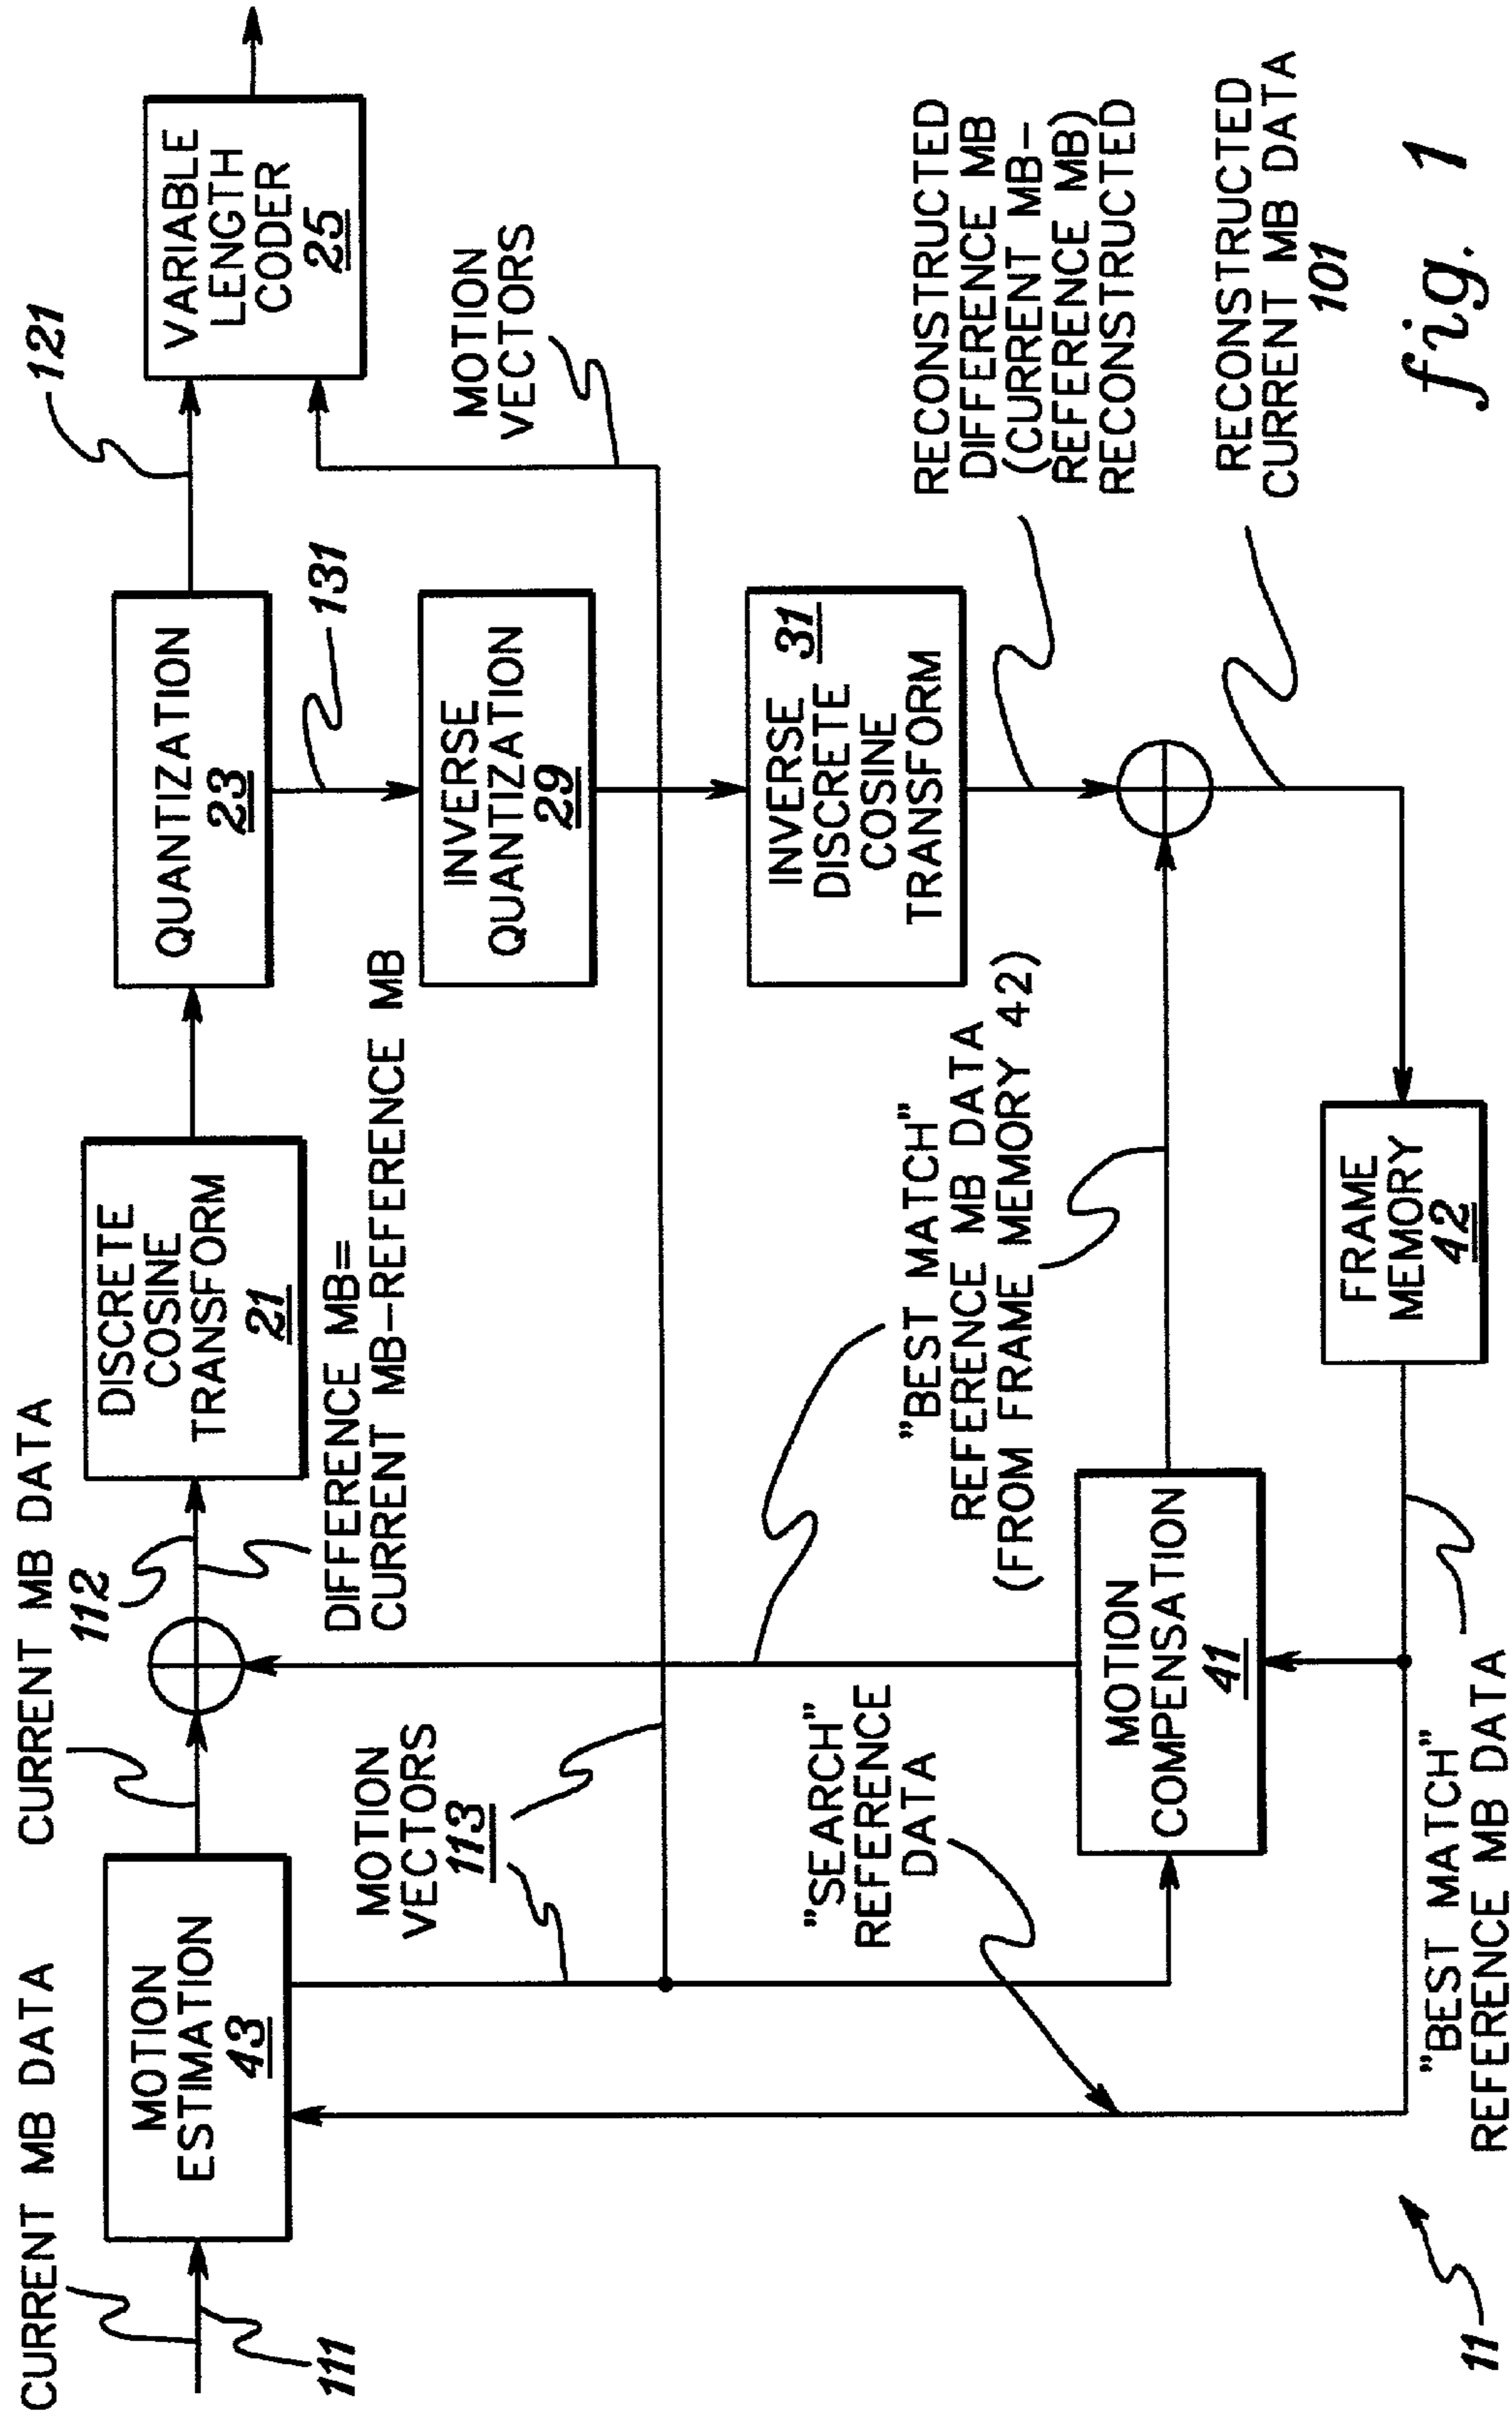 CURRENT MB DATA
CURRENT MB DATA
111
MOTION
ESTIMATION
43
112
DIFFERENCE MB=
CURRENT MB-REFERENCE MB
DISCRETE
COSINE
TRANSFORM
21
QUANTIZATION
23
121
VARIABLE
LENGTH
CODER
25
131
INVERSE
QUANTIZATION
29
MOTION
VECTORS
MOTION
VECTORS
113
INVERSE
DISCRETE
COSINE
TRANSFORM
31
"SEARCH"
REFERENCE
DATA
"BEST MATCH"
REFERENCE MB DATA
(FROM FRAME MEMORY 42)
RECONSTRUCTED
DIFFERENCE MB
(CURRENT MB-
REFERENCE MB)
RECONSTRUCTED
MOTION
COMPENSATION
41
RECONSTRUCTED
CURRENT MB DATA
101
FRAME
MEMORY
42
"BEST MATCH"
REFERENCE MB DATA
11
fig. 1